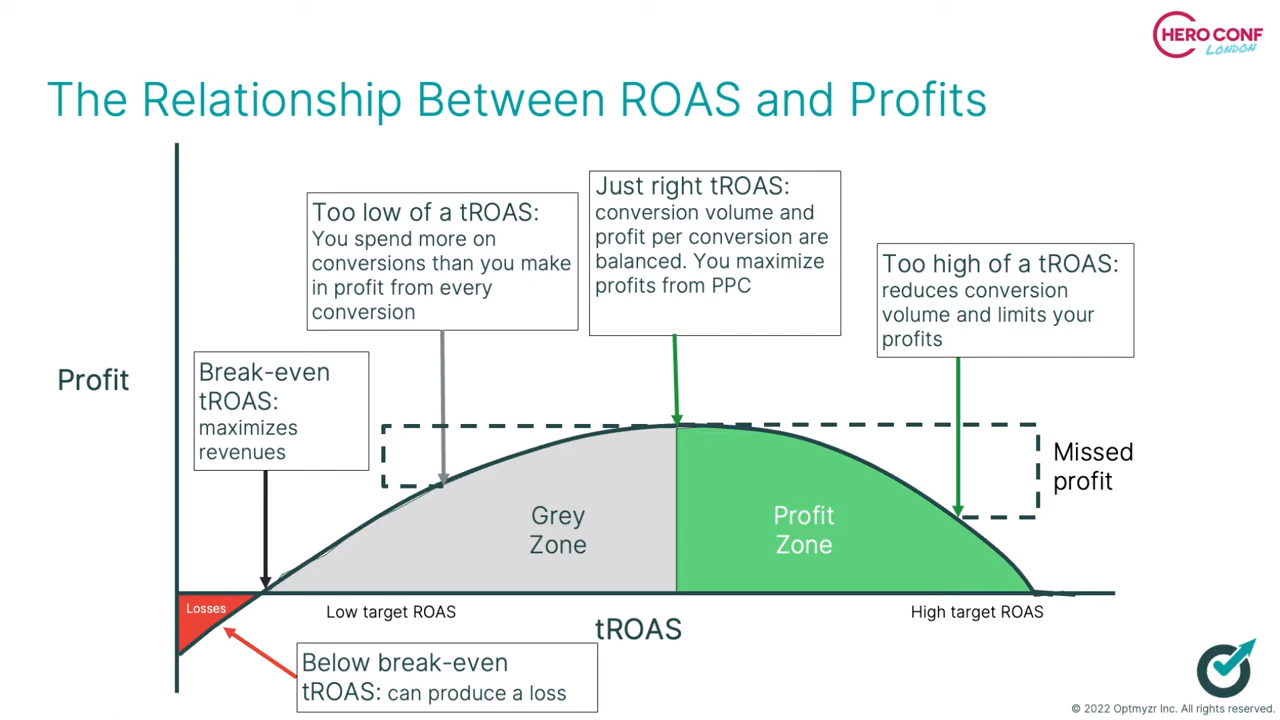 HERO CONF
LONDON
The Relationship Between ROAS and Profits
Too low of a tROAS:
You spend more on
conversions than you make
in profit from every
conversion
Just right tROAS:
conversion volume and
profit per conversion are
balanced. You maximize
profits from PPC
Too high of a tROAS:
reduces conversion
volume and limits your
profits
Break-even
tROAS:
maximizes
revenues
Profit
Missed
profit
Grey
Zone
Profit
Zone
Losses
Low target ROAS
High target ROAS
tROAS
Below break-even
tROAS: can produce a loss
© 2022 Optmyzr Inc. All rights reserved.